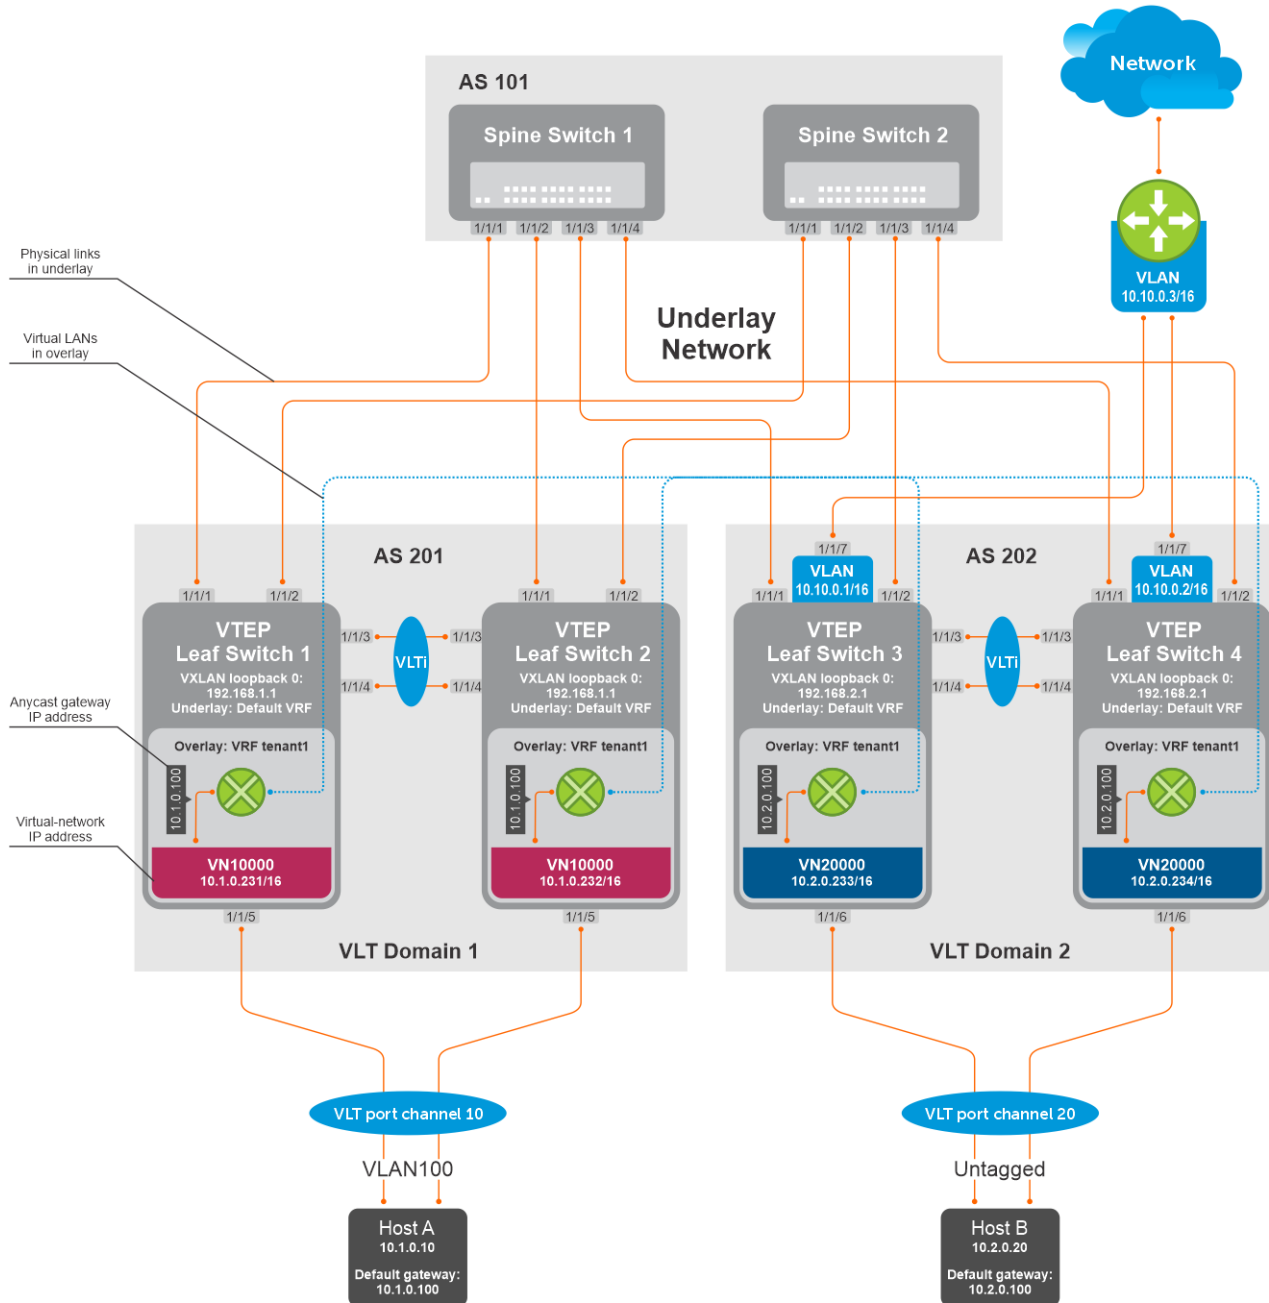 Network
AS 101
Spine Switch 1
Spine Switch 2
1/1/1
1/1/2
1/1/3
1/1/4
1/1/1
1/1/2
1/1/3
1/1/4
VLAN
10.10.0.3/16
Physical links
in underlay
Virtual LANs
in overlay
Underlay
Network
AS 201
AS 202
1/1/1
1/1/2
1/1/1
1/1/2
1/1/1
1/1/7
VLAN
10.10.0.1/16
1/1/2
1/1/1
1/1/7
VLAN
10.10.0.2/16
1/1/2
VTEP
Leaf Switch 1
VXLAN loopback 0:
192.168.1.1
Underlay: Default VRF
1/1/3
1/1/4
VLTi
1/1/3
1/1/4
VTEP
Leaf Switch 2
VXLAN loopback 0:
192.168.1.1
Underlay: Default VRF
VTEP
Leaf Switch 3
VXLAN loopback 0:
192.168.2.1
Underlay: Default VRF
1/1/3
1/1/4
VLTi
1/1/3
1/1/4
VTEP
Leaf Switch 4
VXLAN loopback 0:
192.168.2.1
Underlay: Default VRF
Anycast gateway
IP address
Virtual-network
IP address
Overlay: VRF tenant1
10.1.0.100
VN10000
10.1.0.231/16
Overlay: VRF tenant1
10.1.0.100
VN10000
10.1.0.232/16
Overlay: VRF tenant1
10.2.0.100
VN20000
10.2.0.233/16
Overlay: VRF tenant1
10.2.0.100
VN20000
10.2.0.234/16
1/1/5
1/1/5
1/1/6
1/1/6
VLT Domain 1
VLT Domain 2
VLT port channel 10
VLT port channel 20
VLAN100
Untagged
Host A
10.1.0.10
Default gateway:
10.1.0.100
Host B
10.2.0.20
Default gateway:
10.2.0.100